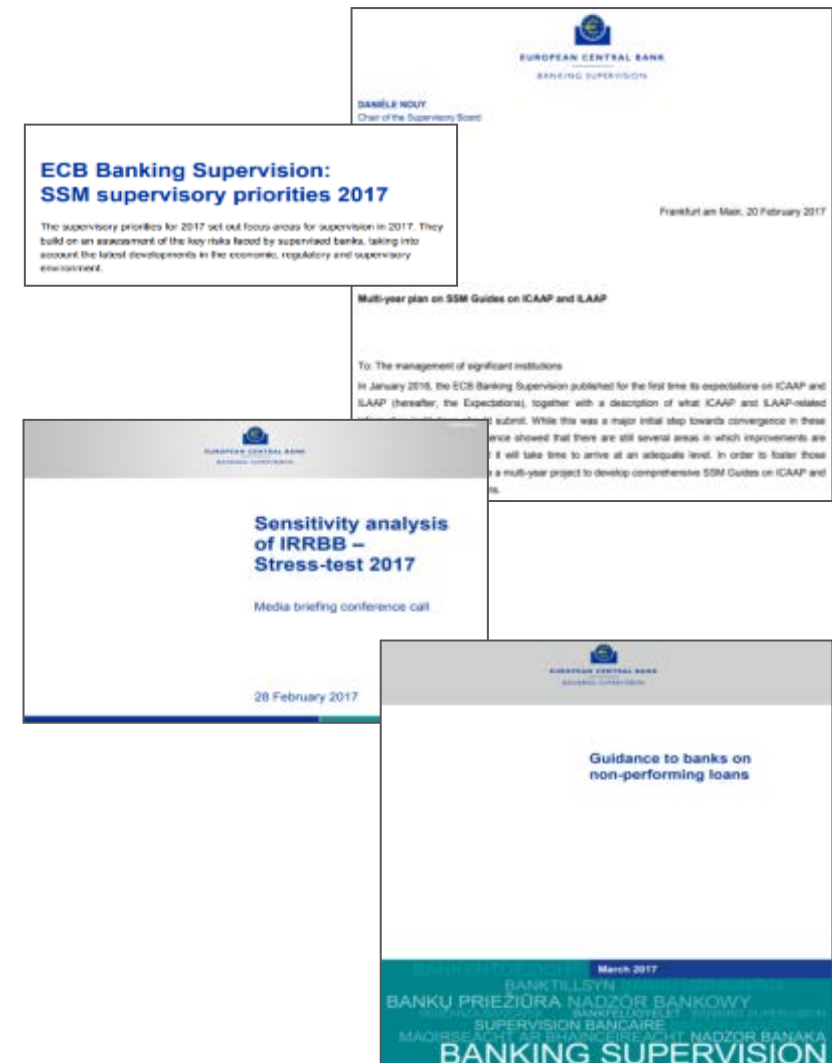 EUROPEAN CENTRAL BANK
BANKING SUPERVISION
DANIÈLE NOUY
Chair of the Supervisory Board
ECB Banking Supervision:
SSM supervisory priorities 2017
The supervisory priorities for 2017 set out focus areas for supervision in 2017. They
build on an assessment of the key risks faced by supervised banks, taking into
account the latest developments in the economic, regulatory and supervisory
environment.
Frankfurt am Main, 20 February 2017
Multi-year plan on SSM Guides on ICAAP and ILAAP
To: The management of significant institutions
In January 2016, the ECB Banking Supervision published for the first time its expectations on ICAAP and
ILAAP (hereafter, the Expectations), together with a description of what ICAAP and ILAAP-related
submit. While this was a major initial step towards convergence in these
ence showed that there are still several areas in which improvements are
it will take time to arrive at an adequate level. In order to foster those
a multi-year project to develop comprehensive SSM Guides on ICAAP and
EUROPEAN CENTRAL BANK
BANKING SUPERVISION
Sensitivity analysis
of IRRBB –
Stress-test 2017
Media briefing conference call
28 February 2017
EUROPEAN CENTRAL BANK
BANKING SUPERVISION
Guidance to banks on
non-performing loans
March 2017
BANKTILLSYN
BANKŲ PRIEŽIŪRA NADZÓR BANKOWY
BANKFELÜGYELET
SUPERVISION BANCAIRE
MAOIRSEACHT AR BHAINCÉIREACHT NADZOR BANAKA
BANKING SUPERVISION